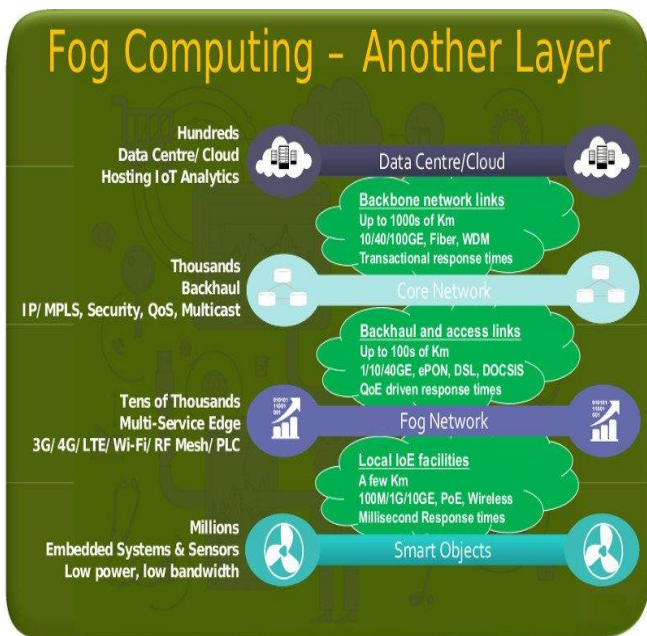 Fog Computing – Another Layer
Hundreds
Data Centre/ Cloud
Hosting IoT Analytics
Data Centre/Cloud
Backbone network links
Up to 1000s of Km
10/40/100GE, Fiber, WDM
Transactional response times
Thousands
Backhaul
IP/ MPLS, Security, QoS, Multicast
Core Network
Backhaul and access links
Up to 100s of Km
1/10/40GE, ePON, DSL, DOCSIS
QoE driven response times
Tens of Thousands
Multi-Service Edge
3G/ 4G/ LTE/ Wi-Fi/ RF Mesh/ PLC
Fog Network
Local IoE facilities
A few Km
100M/1G/10GE, PoE, Wireless
Millisecond Response times
Millions
Embedded Systems & Sensors
Low power, low bandwidth
Smart Objects